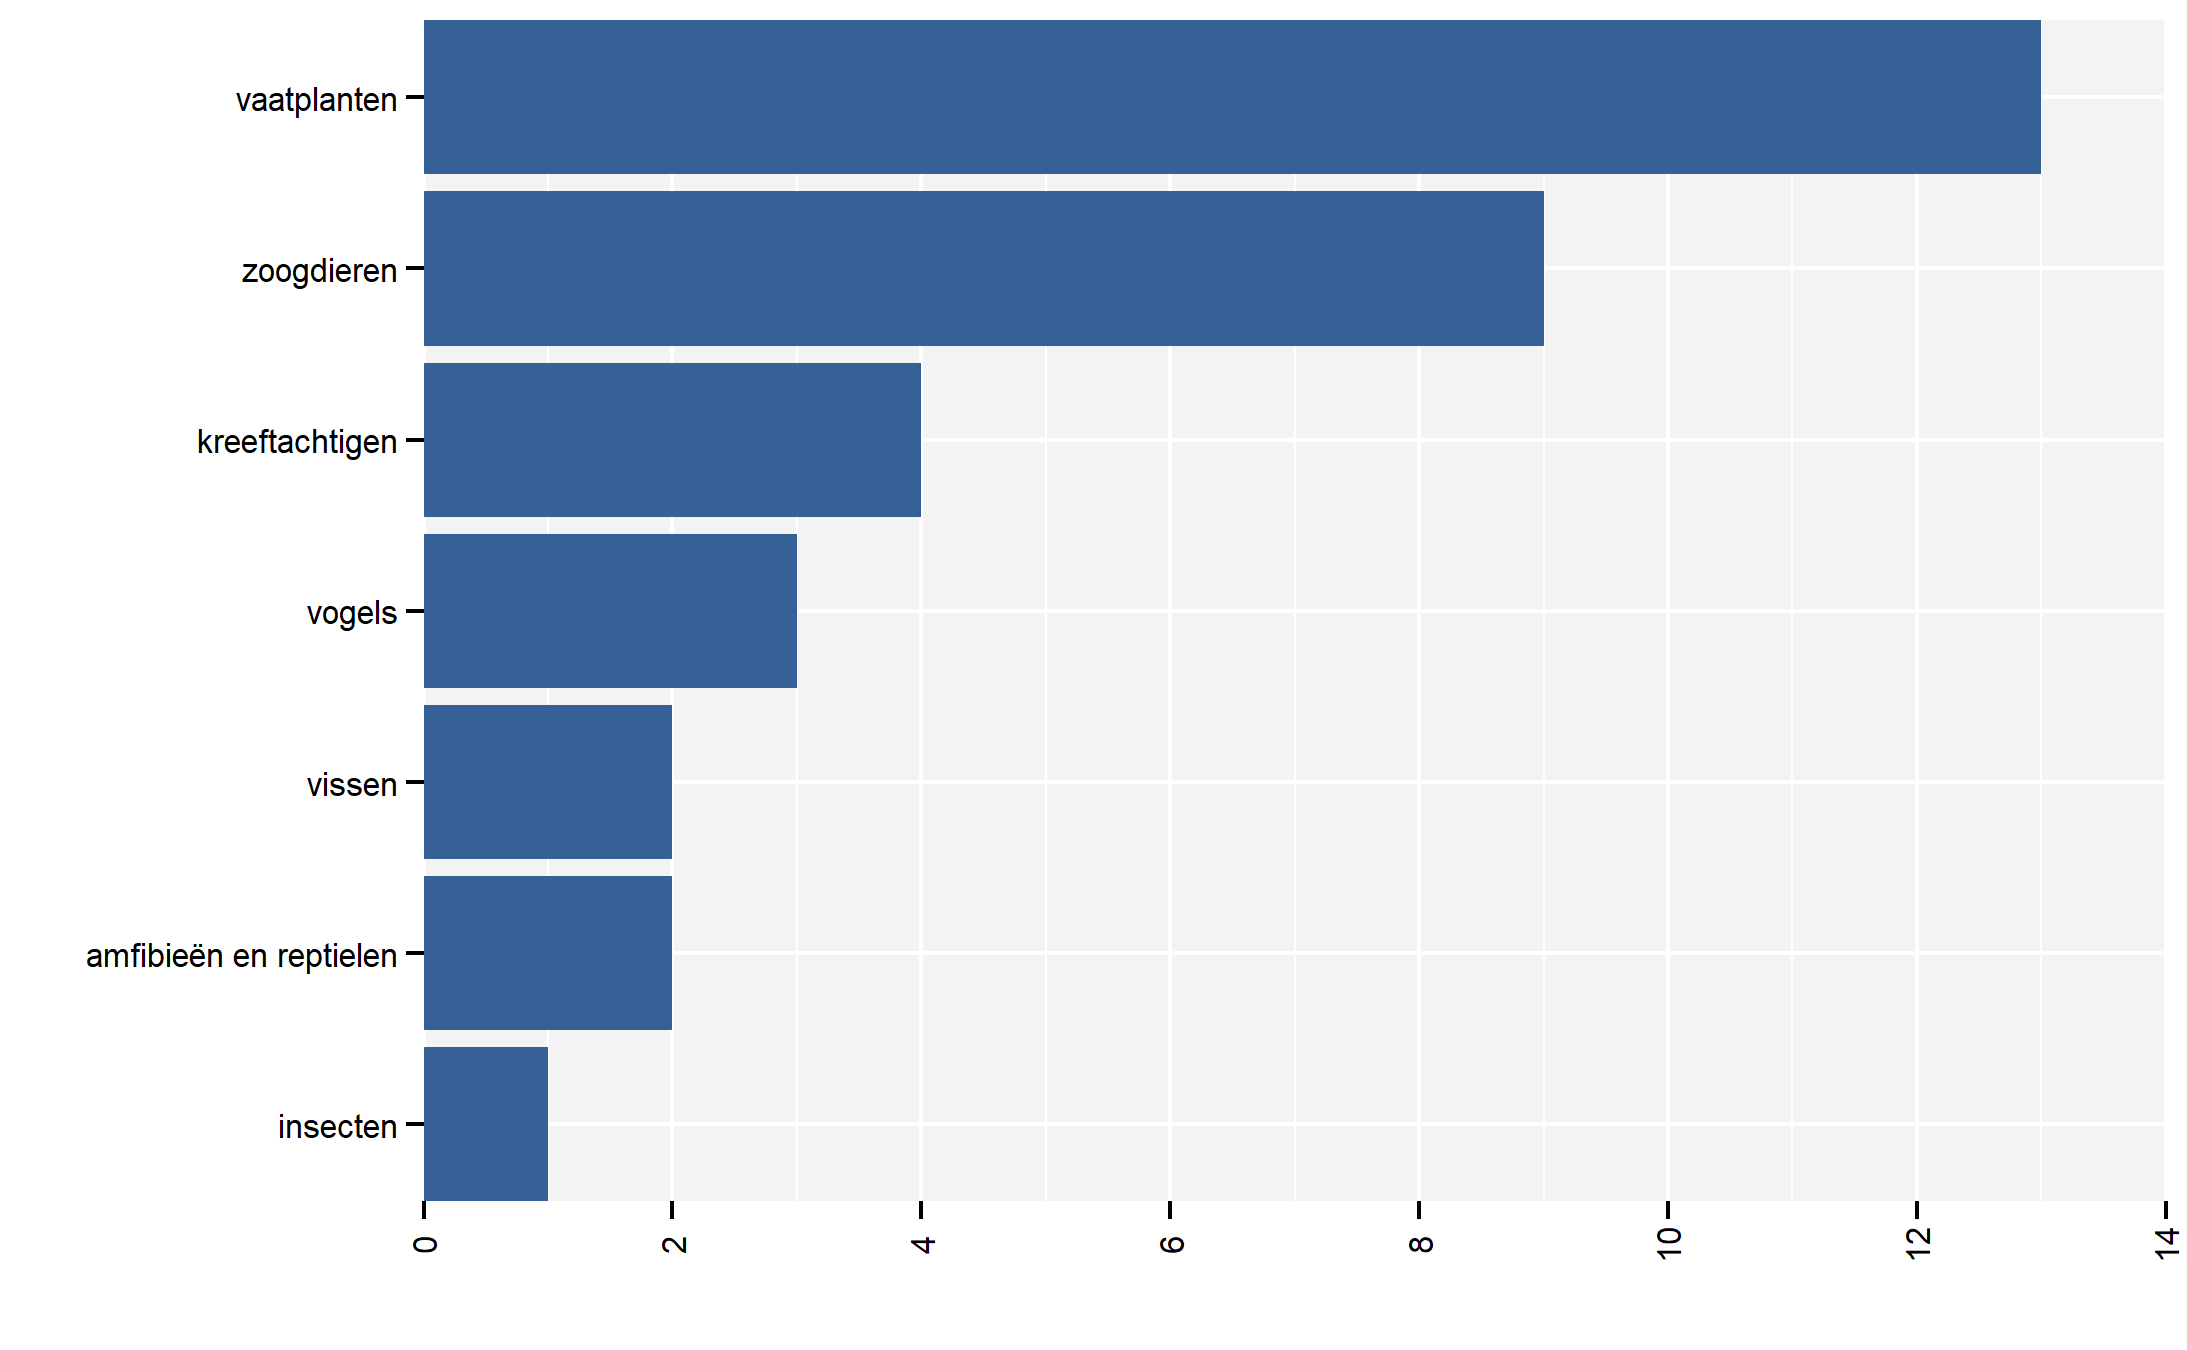 vaatplanten
zoogdieren
kreeftachtigen
vogels
vissen
amfibieën en reptielen
insecten
0 2 4 6 8 10 12 14